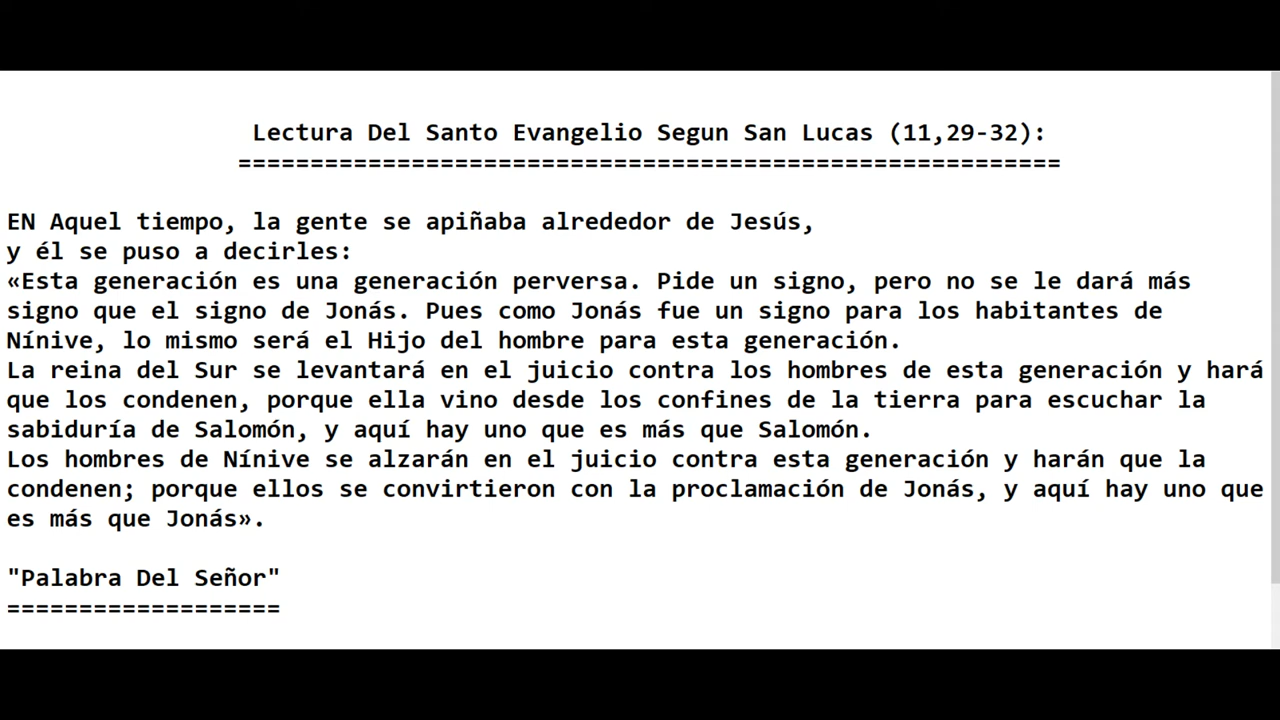 Lectura Del Santo Evangelio Segun San Lucas (11,29-32):
=========================================================
EN Aquel tiempo, la gente se apiñaba alrededor de Jesús,
y él se puso a decirles:
«Esta generación es una generación perversa. Pide un signo, pero no se le dará más
signo que el signo de Jonás. Pues como Jonás fue un signo para los habitantes de
Nínive, lo mismo será el Hijo del hombre para esta generación.
La reina del Sur se levantará en el juicio contra los hombres de esta generación y hará
que los condenen, porque ella vino desde los confines de la tierra para escuchar la
sabiduría de Salomón, y aquí hay uno que es más que Salomón.
Los hombres de Nínive se alzarán en el juicio contra esta generación y harán que la
condenen; porque ellos se convirtieron con la proclamación de Jonás, y aquí hay uno que
es más que Jonás».
"Palabra Del Señor"
===================